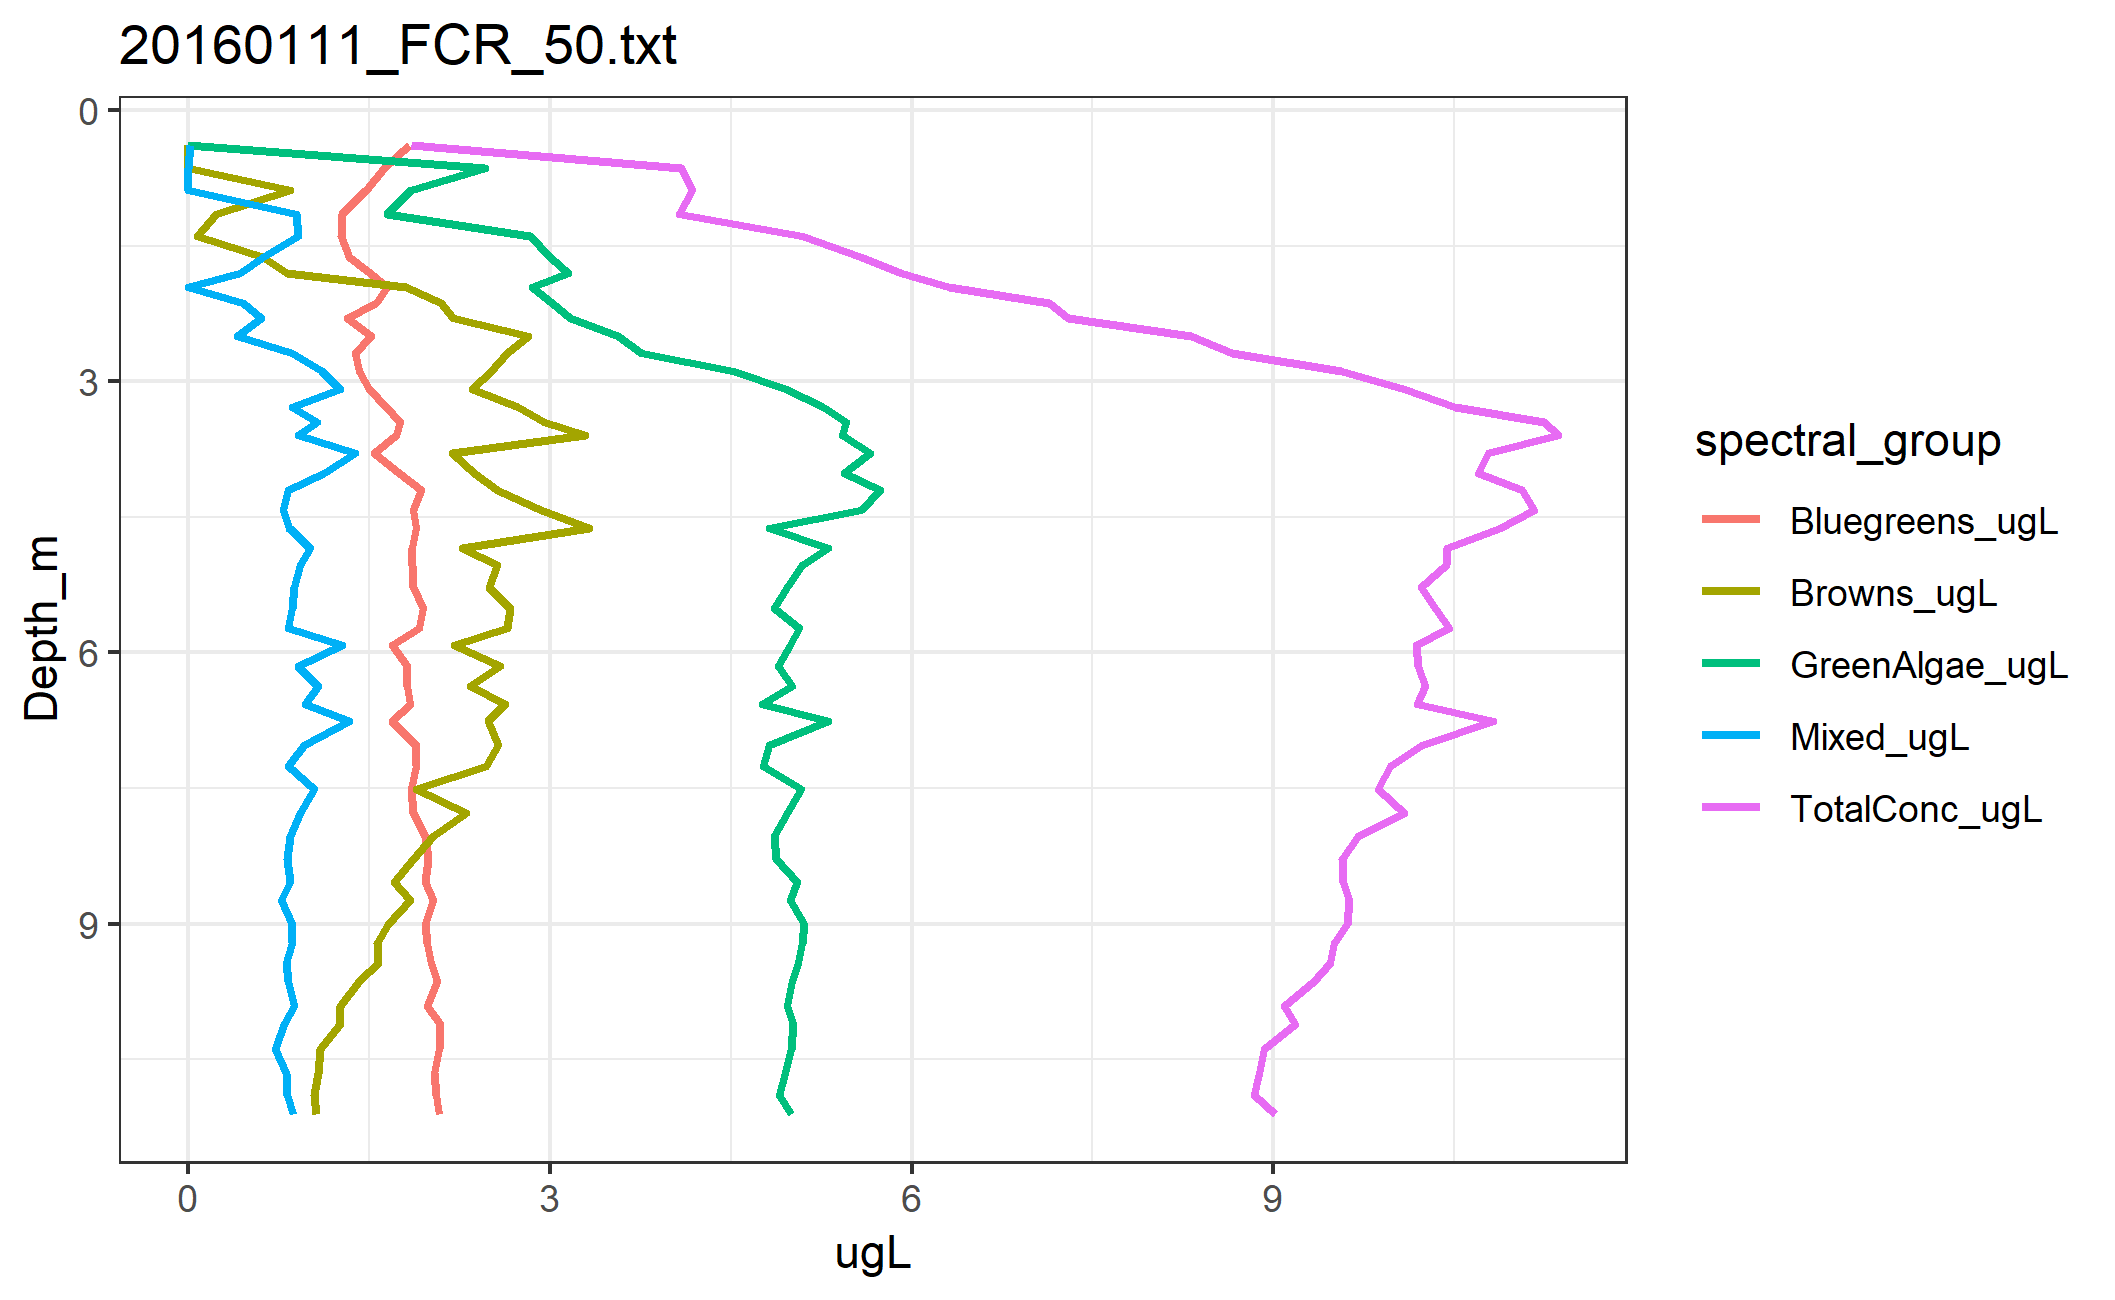 20160111_FCR_50.txt
0
3
6
9
Depth_m
0 3 6 9
ugL
spectral_group
Bluegreens_ugL
Browns_ugL
GreenAlgae_ugL
Mixed_ugL
TotalConc_ugL